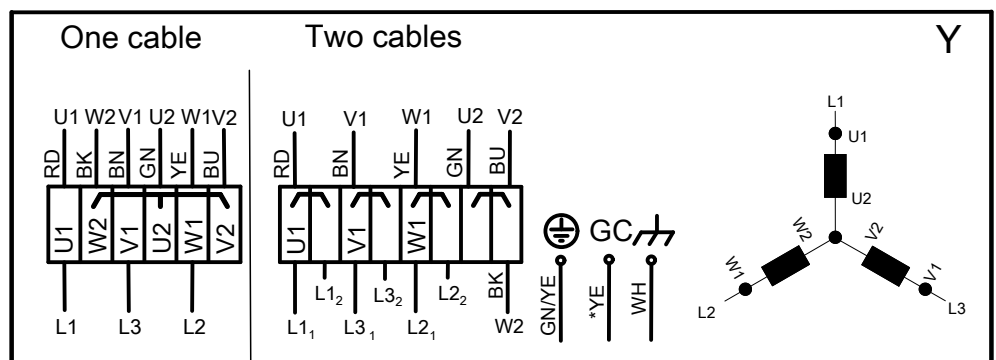 One cable
Two cables
Y
U1 W2 V1 U2 W1 V2
RD BK BN GN YE BU
U1 W2 V1 U2 W1 V2
L1 L3 L2
U1 V1 W1 U2 V2
RD BN YE GN BU
U1 V1 W1
L1₂ L3₂ L2₂ BK
L1₁ L3₁ L2₁ W2
GC
GN/YE *YE WH
L1
U1
U2
W2 V2
W1 V1
L2 L3